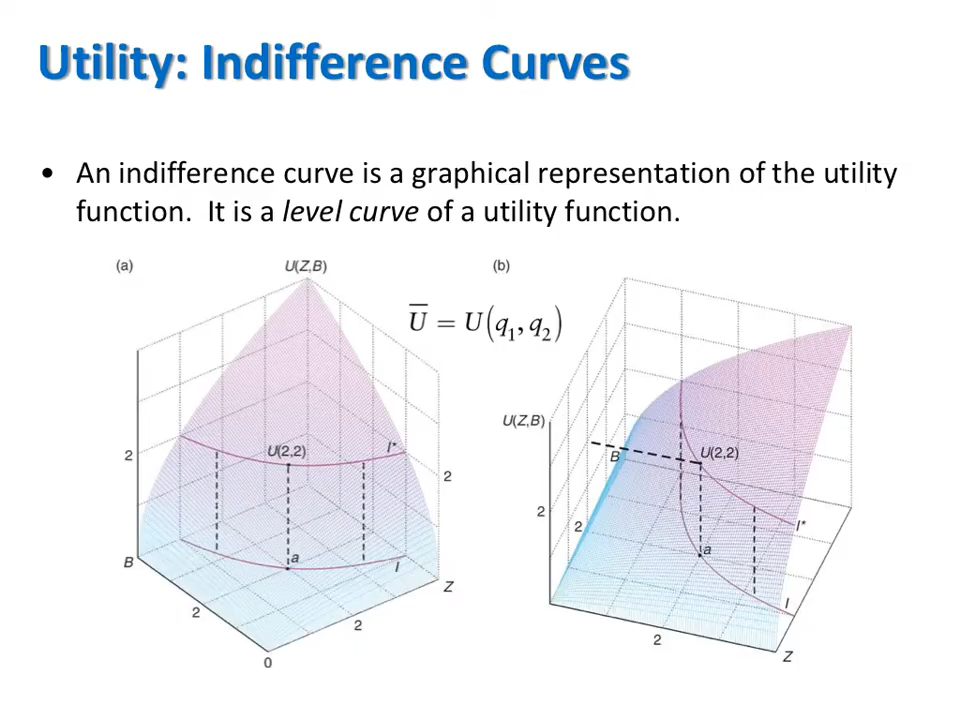 Utility: Indifference Curves
• An indifference curve is a graphical representation of the utility
function. It is a level curve of a utility function.
(a)
U(Z,B)
(b)
U̅ = U(q₁, q₂)
2
U(2,2)
I*
2
B
a
I
Z
2
2
0
U(Z,B)
B
U(2,2)
2
2
I*
a
I
2
Z